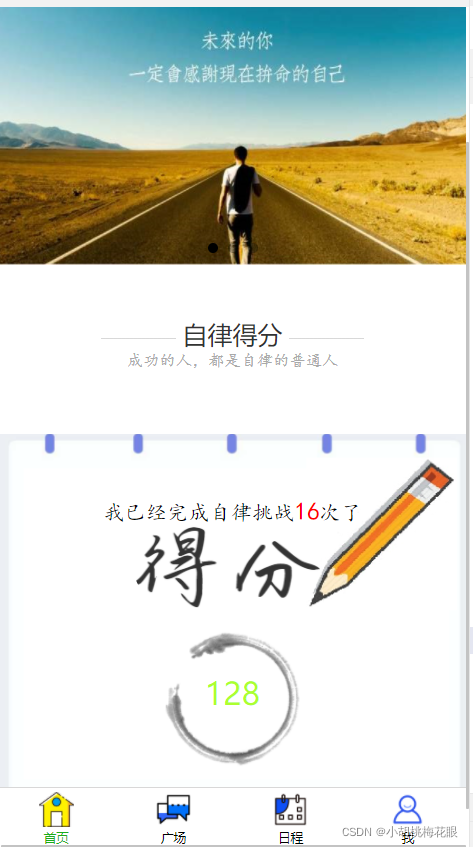 未來的你
一定會感謝現在拚命的自己
自律得分
成功的人，都是自律的普通人
我已经完成自律挑战16次了
得分
128
首页 广场 日程 我
CSDN @小胡桃梅花眼